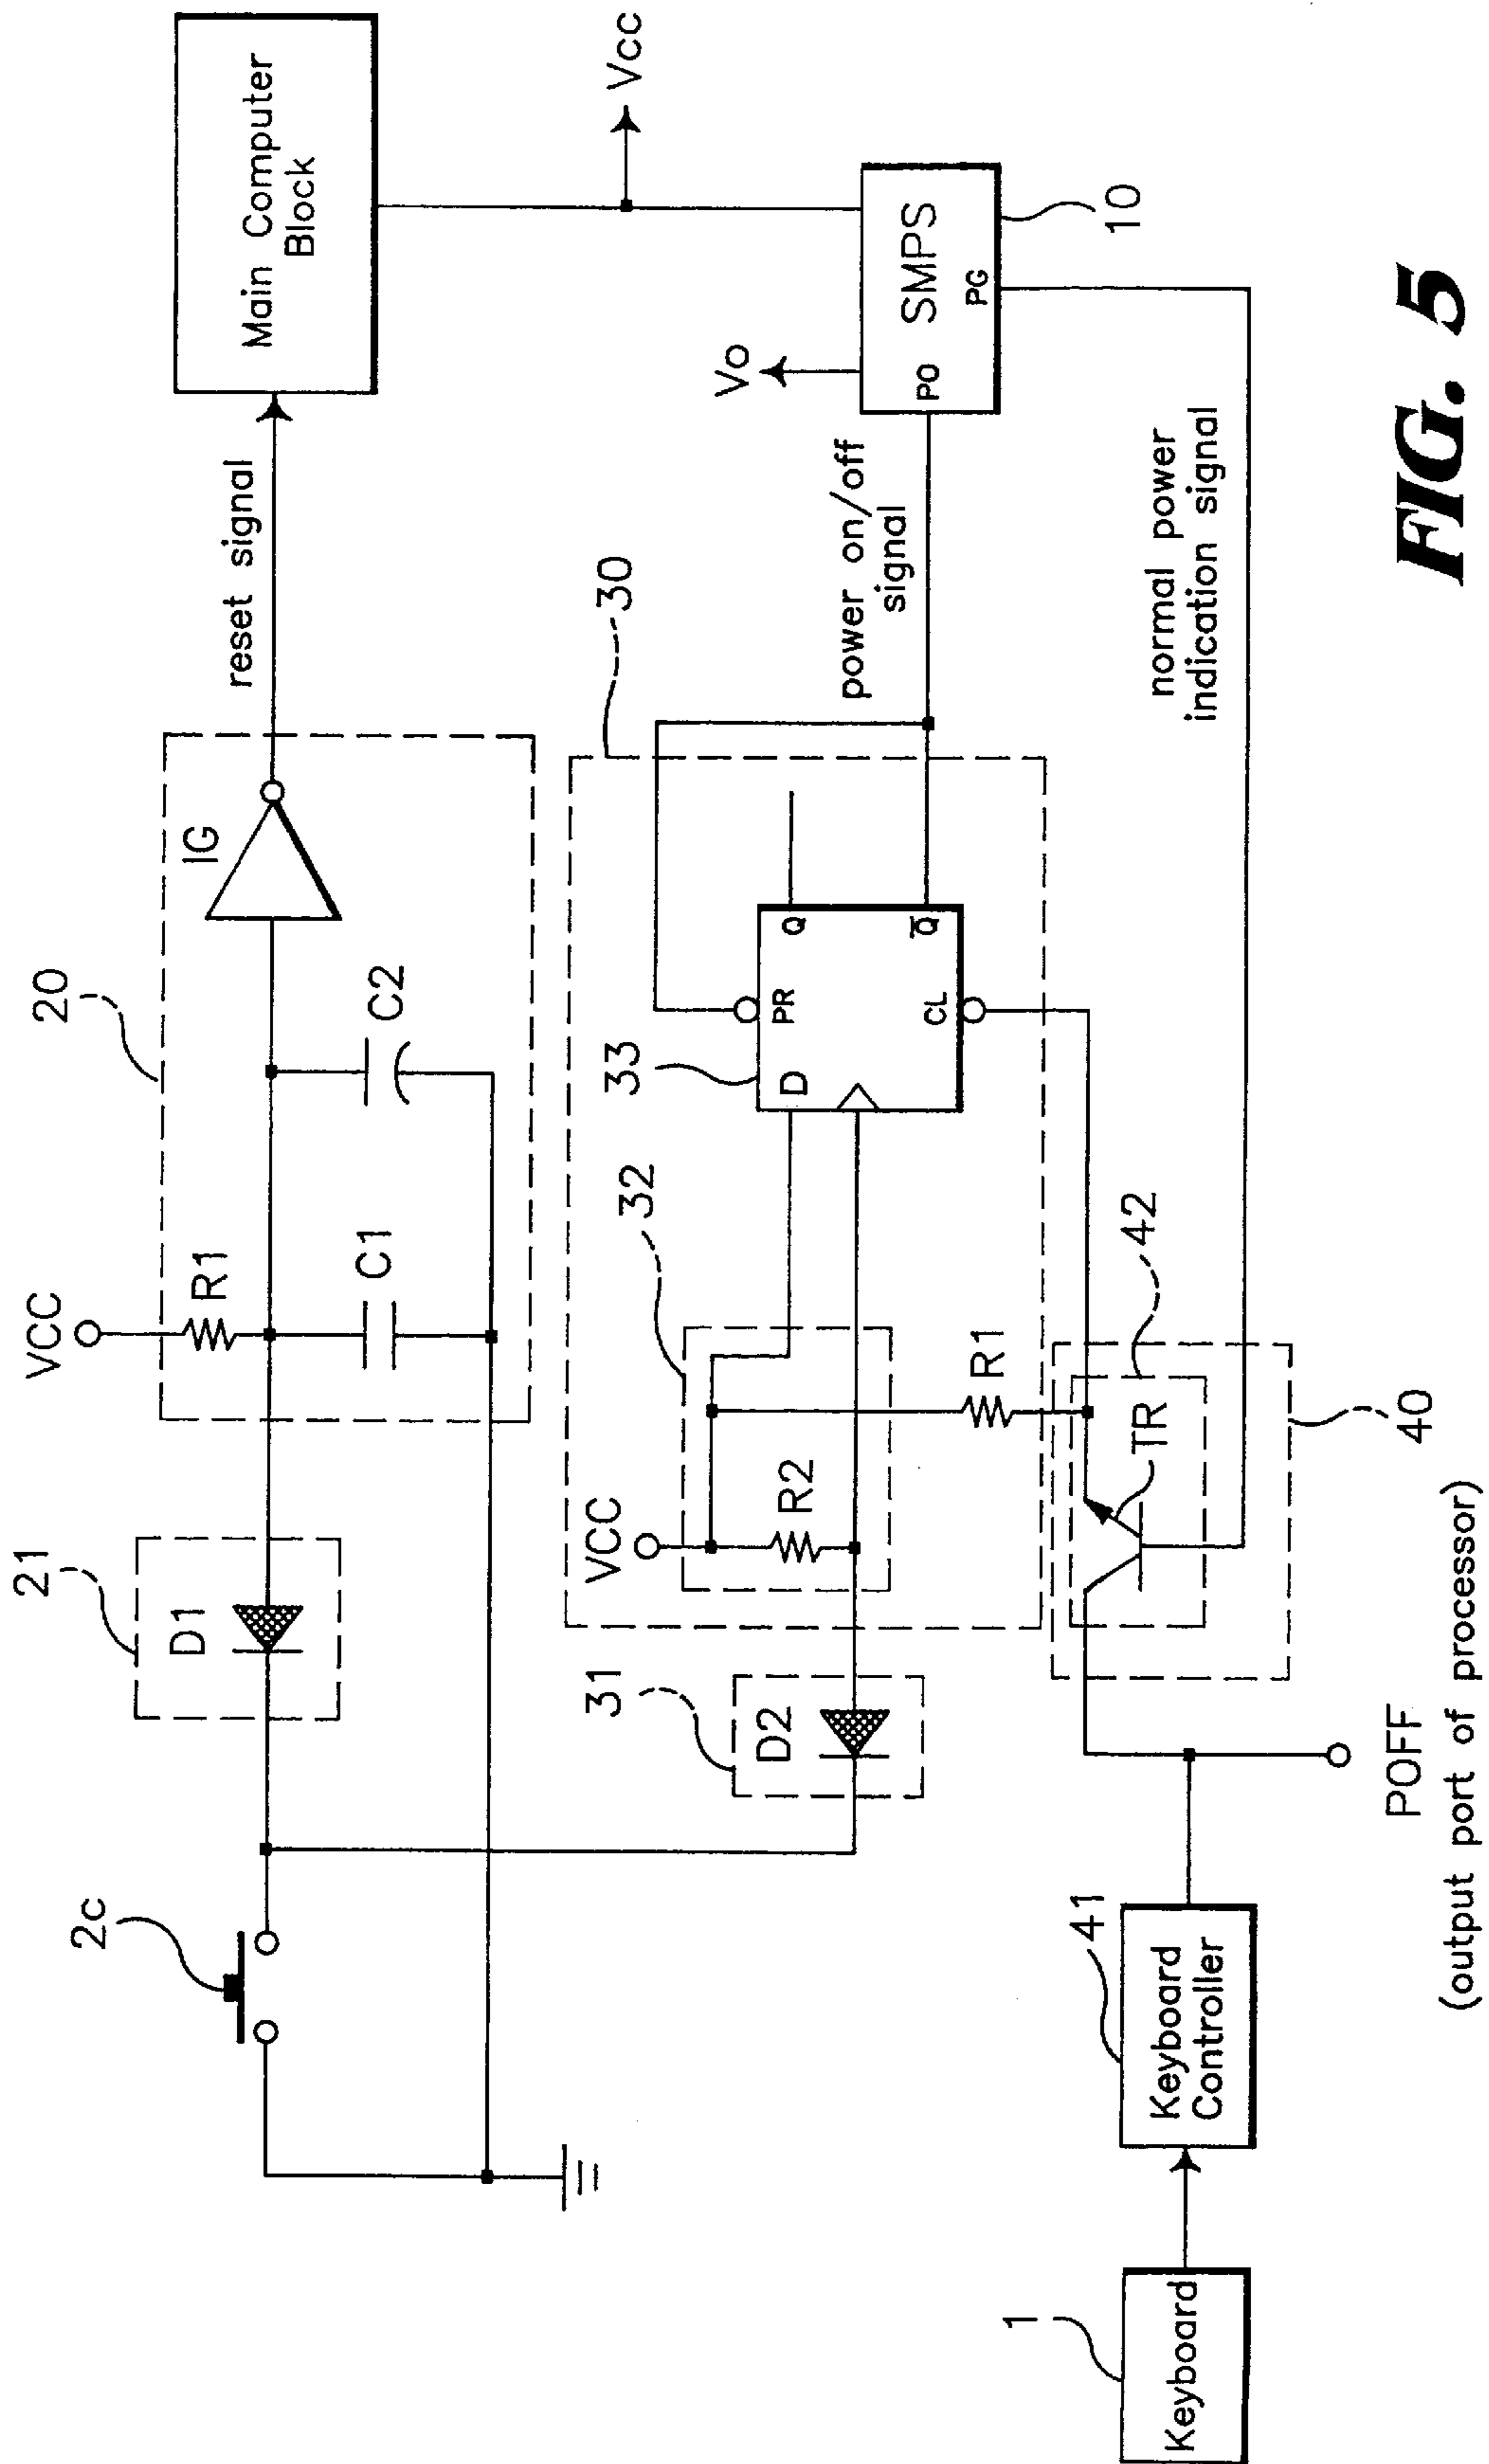 VCC
20
21
2c
D1
R1
C1
C2
IG
reset signal
Main Computer
Block
Vcc
30
31
D2
VCC
R2
32
33
D
PR
Q
Q̅
CL
R1
power on/off
signal
Vo
PO
SMPS
PG
10
normal power
indication signal
42
TR
40
1
Keyboard
41
Keyboard
Controller
POFF
(output port of processor)
FIG. 5